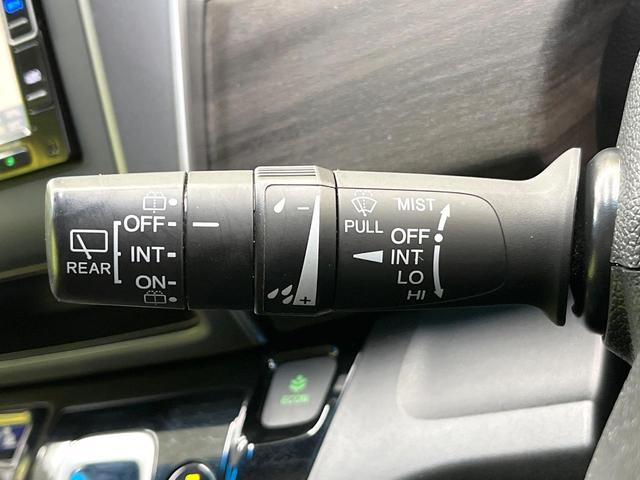 OFF
INT
ON
REAR
−
+
PULL
MIST
OFF
INT
LO
HI
ECON